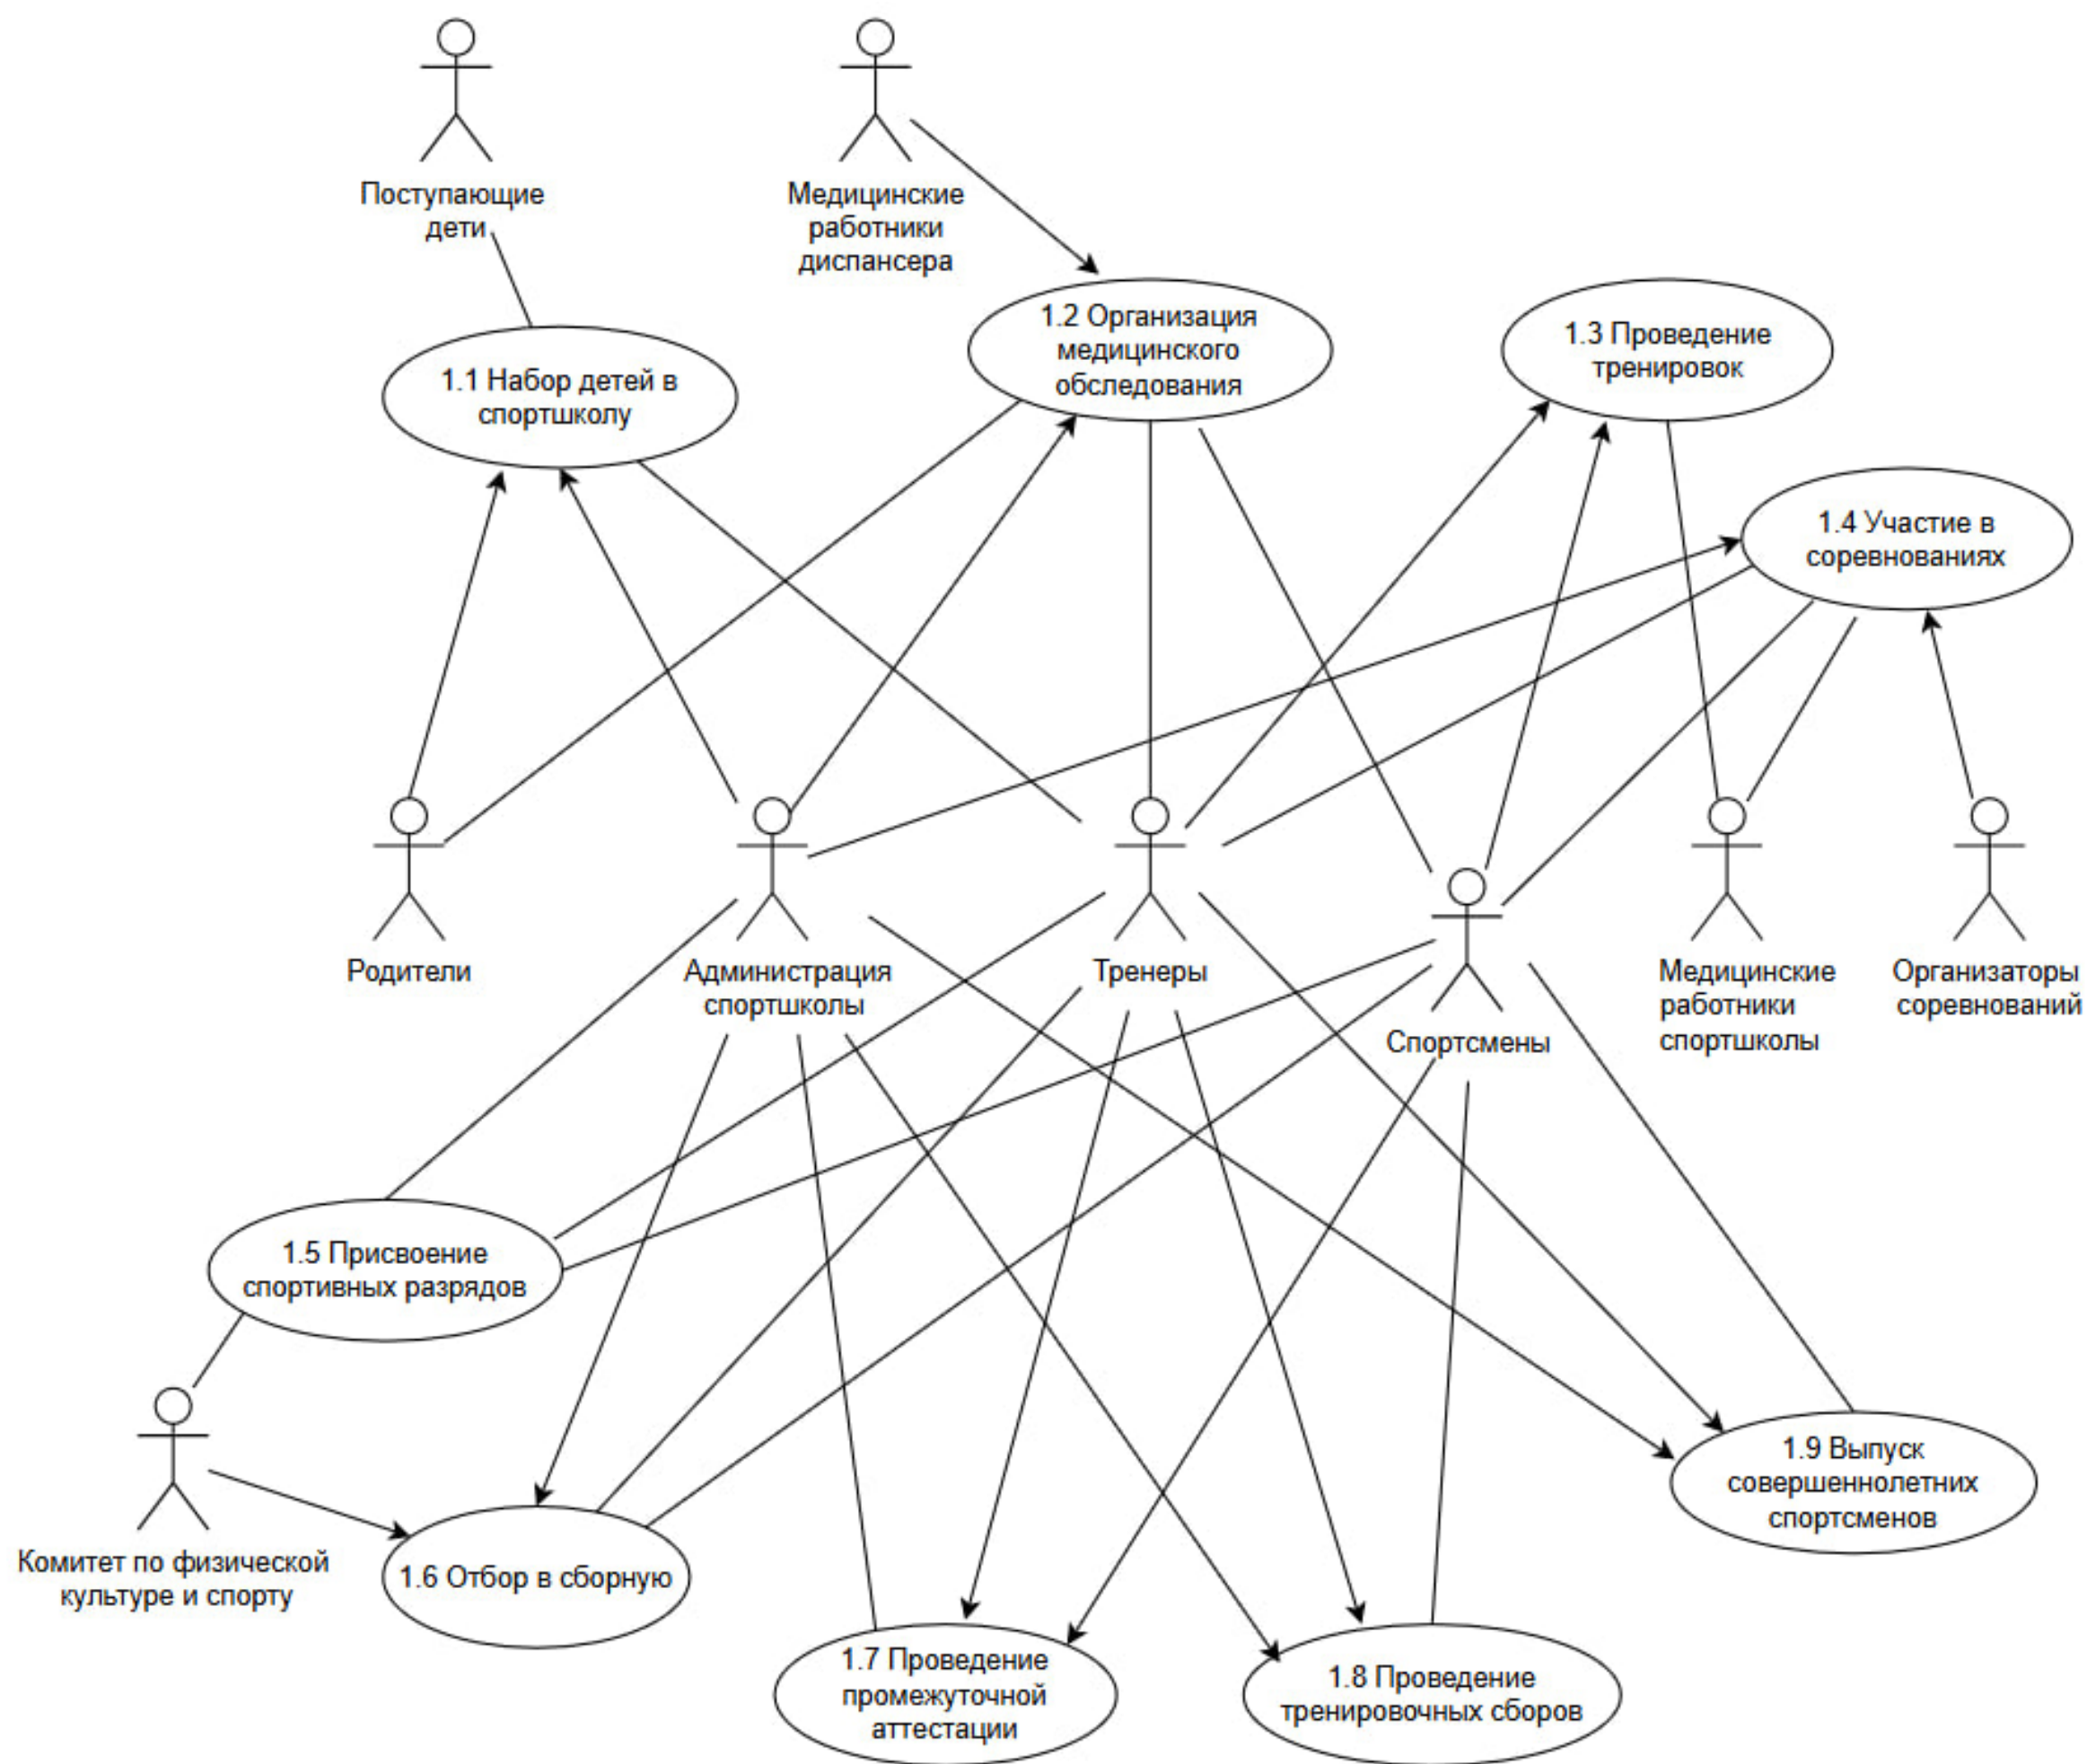 Поступающие
дети
Медицинские
работники
диспансера
1.1 Набор детей в
спортшколу
1.2 Организация
медицинского
обследования
1.3 Проведение
тренировок
1.4 Участие в
соревнованиях
Родители
Администрация
спортшколы
Тренеры
Спортсмены
Медицинские
работники
спортшколы
Организаторы
соревнований
1.5 Присвоение
спортивных разрядов
Комитет по физической
культуре и спорту
1.6 Отбор в сборную
1.7 Проведение
промежуточной
аттестации
1.8 Проведение
тренировочных сборов
1.9 Выпуск
совершеннолетних
спортсменов